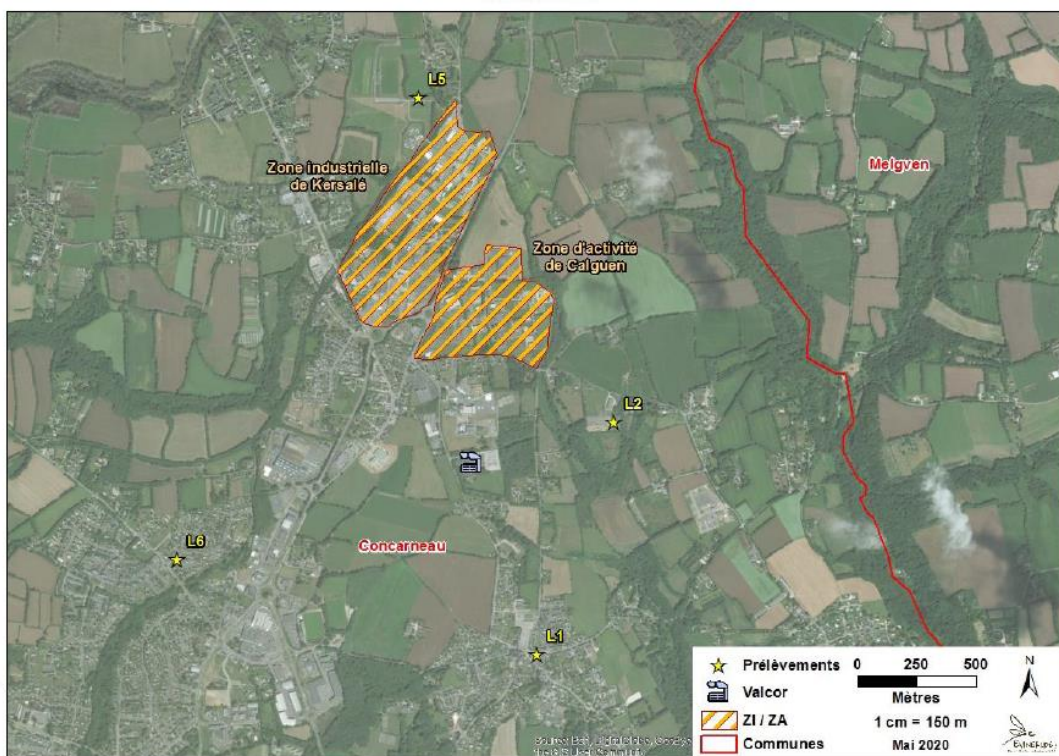 L5
Zone industrielle
de Kersalé
Melgven
Zone d'activité
de Calguen
L2
L6
Concarneau
L1
Prélèvements
0 250 500
N
Valcor
Mètres
ZI / ZA
1 cm = 150 m
Communes
Mai 2020